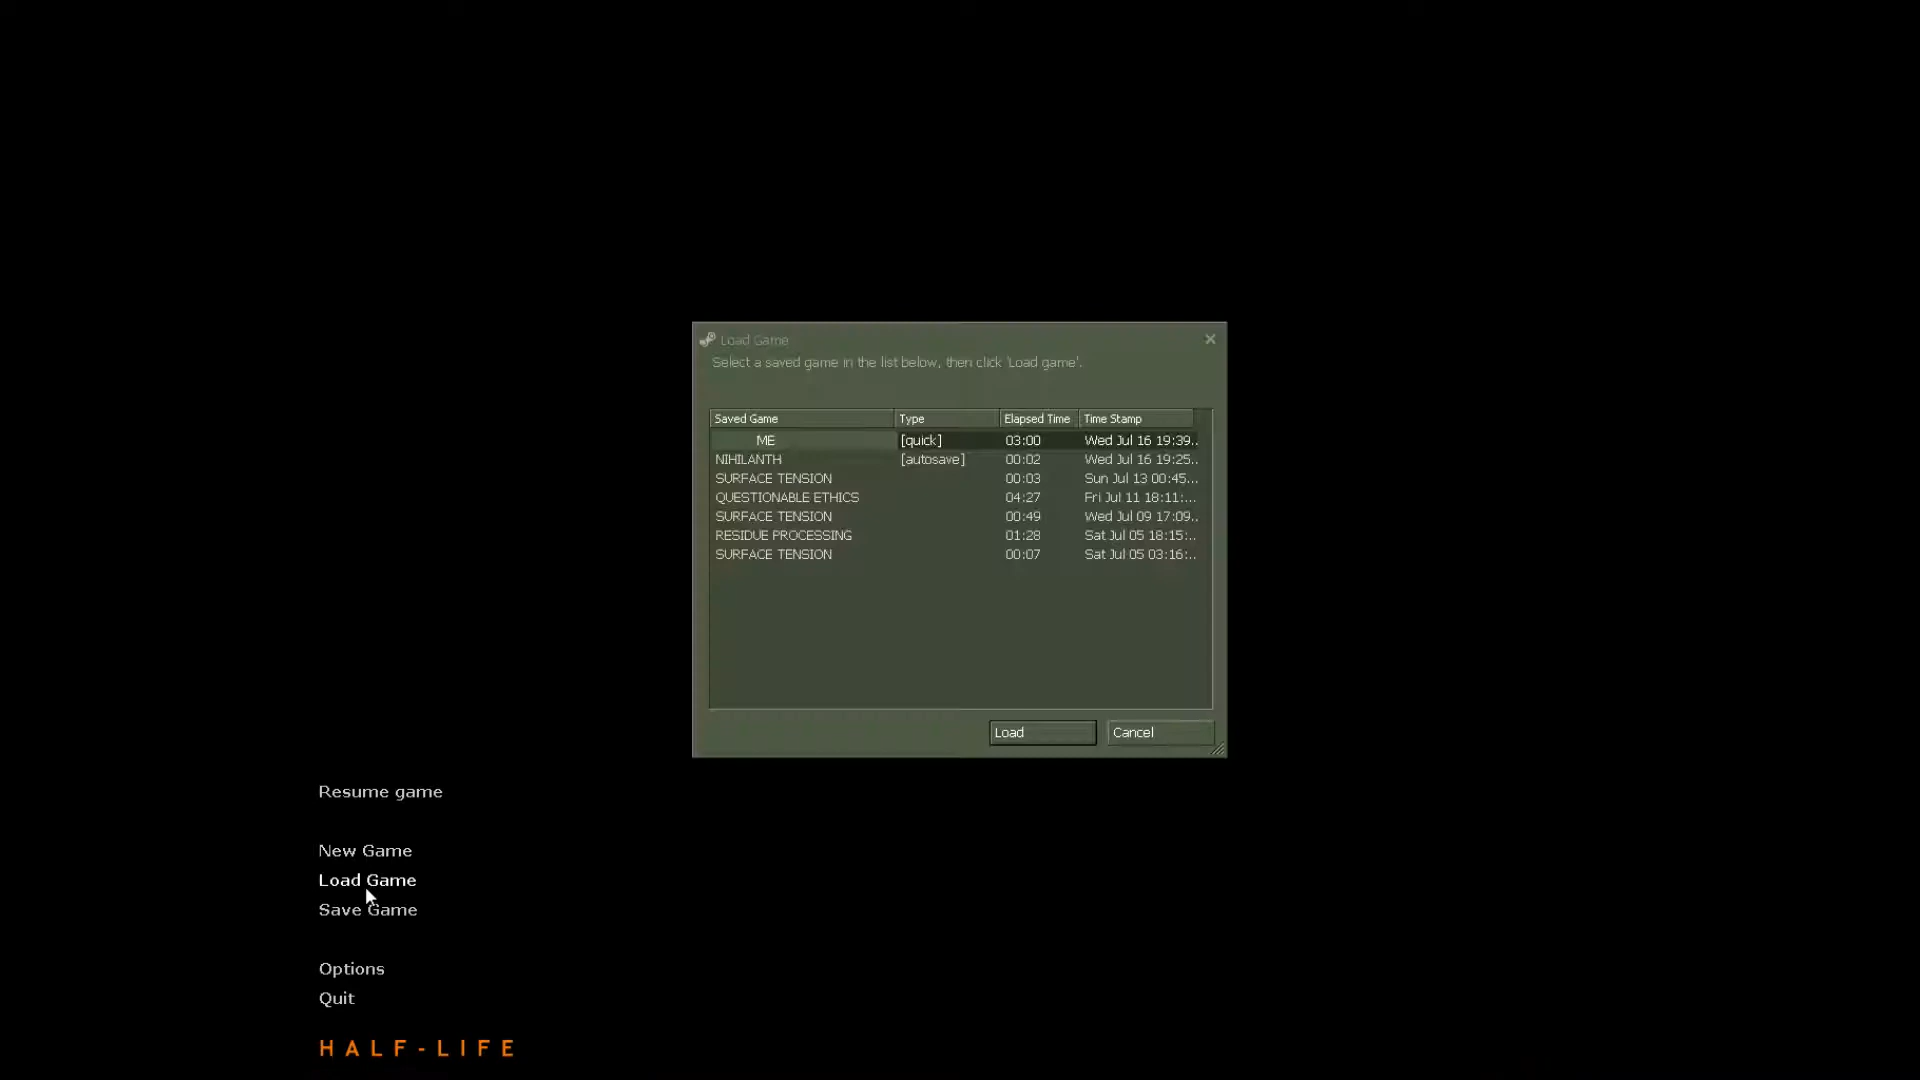 Load Game
Select a saved game in the list below, then click 'Load game'.
Saved Game Type Elapsed Time Time Stamp
ME [quick] 03:00 Wed Jul 16 19:39..
NIHILANTH [autosave] 00:02 Wed Jul 16 19:25..
SURFACE TENSION 00:03 Sun Jul 13 00:45...
QUESTIONABLE ETHICS 04:27 Fri Jul 11 18:11:...
SURFACE TENSION 00:49 Wed Jul 09 17:09..
RESIDUE PROCESSING 01:28 Sat Jul 05 18:15:..
SURFACE TENSION 00:07 Sat Jul 05 03:16:..
Load Cancel
Resume game
New Game
Load Game
Save Game
Options
Quit
HALF-LIFE